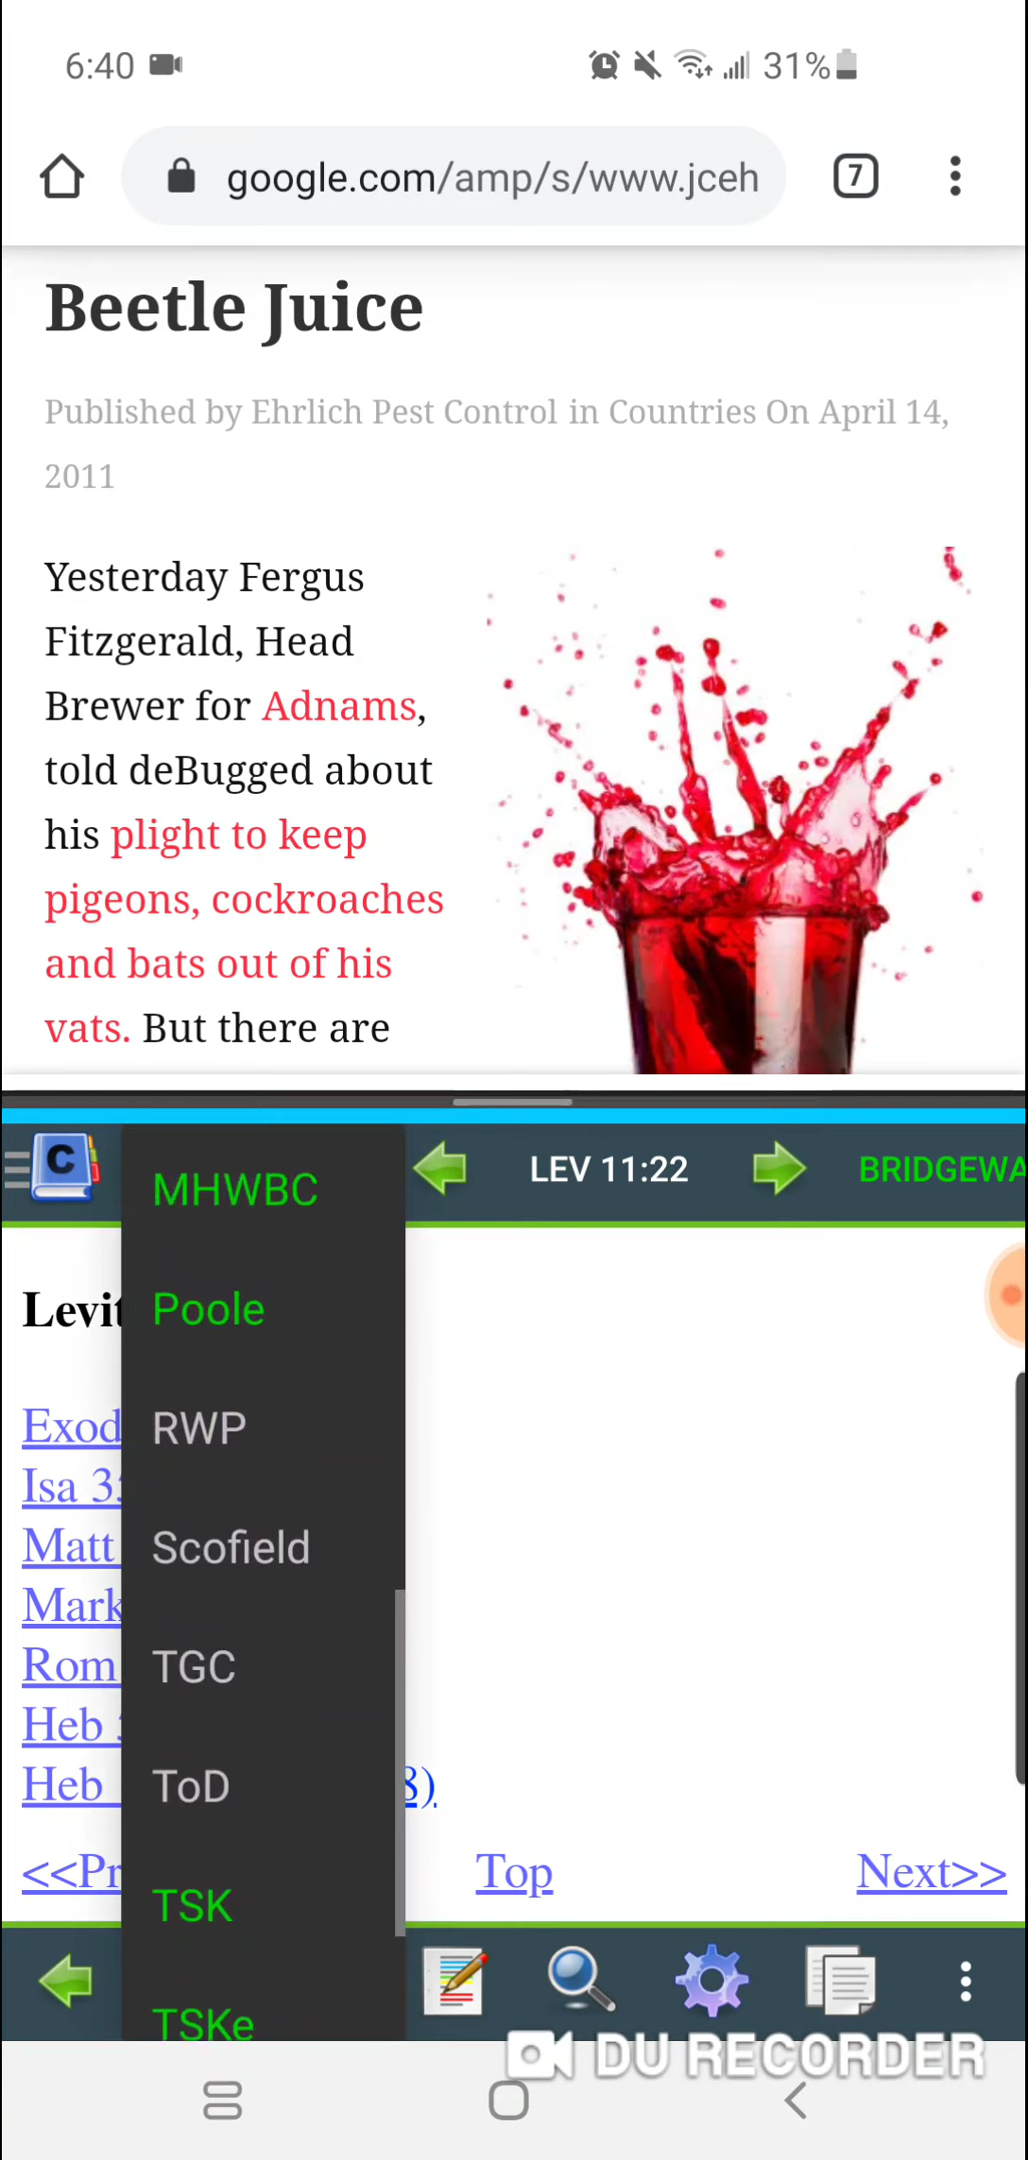 6:40 31%
google.com/amp/s/www.jceh 7
Beetle Juice
Published by Ehrlich Pest Control in Countries On April 14,
2011
Yesterday Fergus
Fitzgerald, Head
Brewer for Adnams,
told deBugged about
his plight to keep
pigeons, cockroaches
and bats out of his
vats. But there are
C LEV 11:22 BRIDGEWA
MHWBC
Poole
RWP
Scofield
TGC
ToD
TSK
TSKe
Levit
Exod
Isa 35
Matt
Mark
Rom
Heb
Heb 8)
<<Pr Top Next>>
DU RECORDER